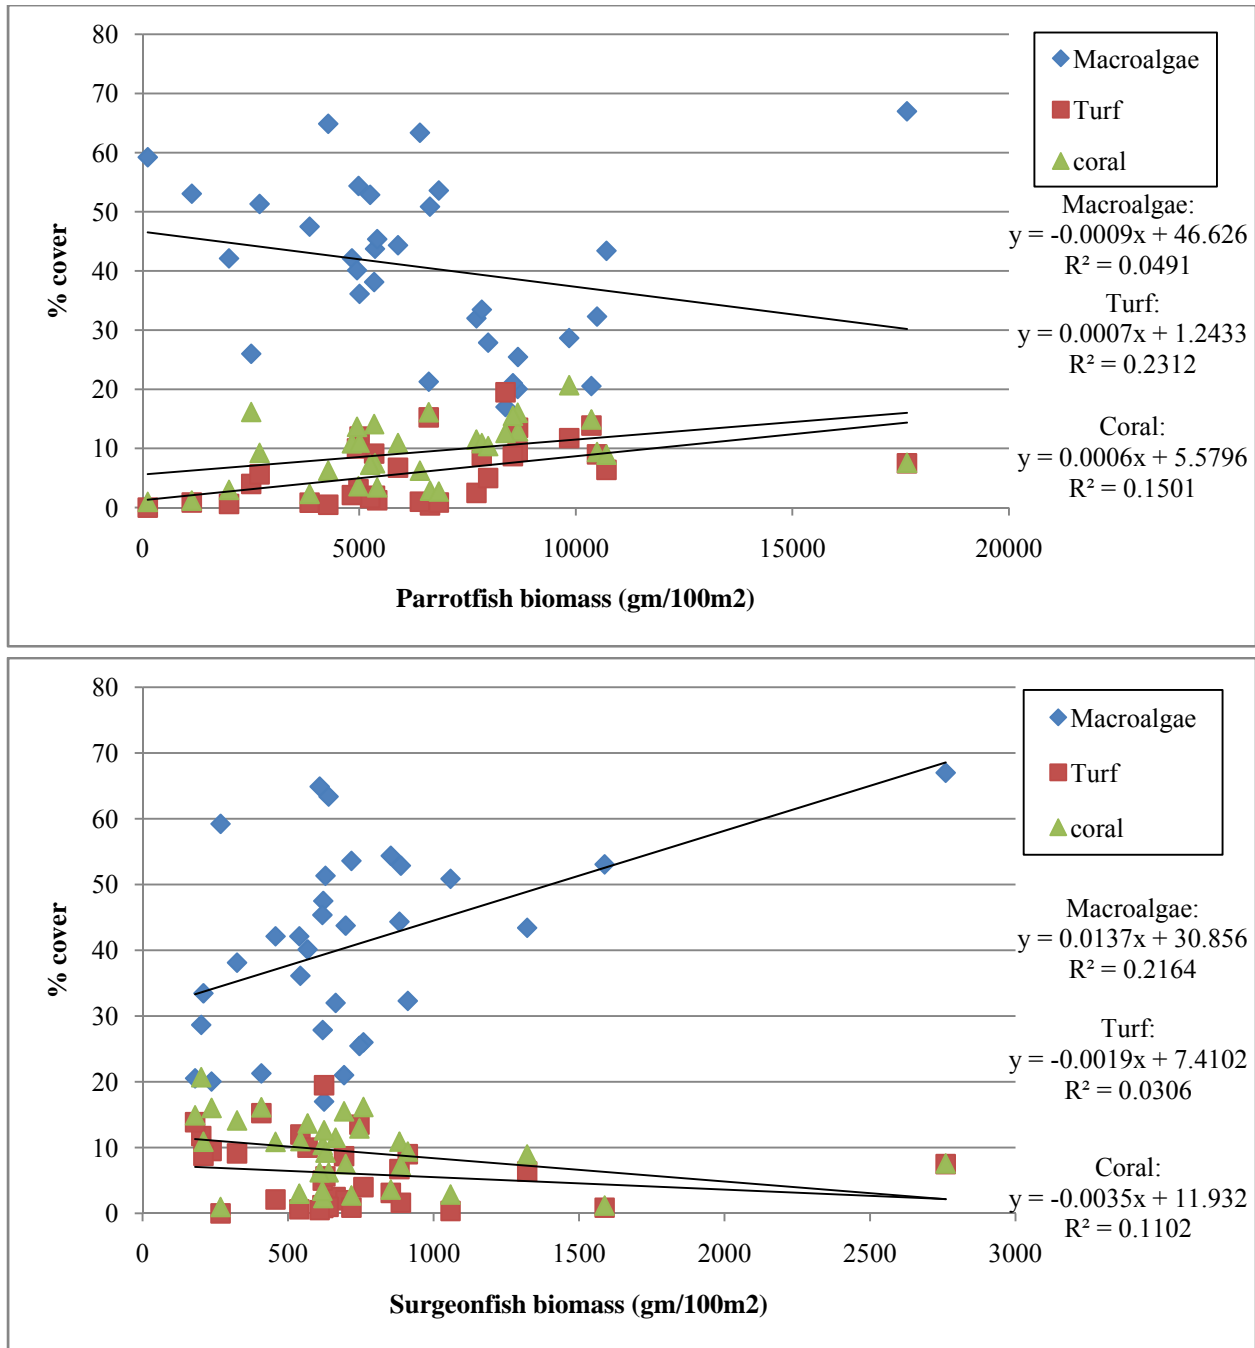 80
70
60
50
40
30
20
10
0
% cover
0 5000 10000 15000 20000
Parrotfish biomass (gm/100m2)
Macroalgae
Turf
coral
Macroalgae:
y = -0.0009x + 46.626
R² = 0.0491
Turf:
y = 0.0007x + 1.2433
R² = 0.2312
Coral:
y = 0.0006x + 5.5796
R² = 0.1501
80
70
60
50
40
30
20
10
0
% cover
0 500 1000 1500 2000 2500 3000
Surgeonfish biomass (gm/100m2)
Macroalgae
Turf
coral
Macroalgae:
y = 0.0137x + 30.856
R² = 0.2164
Turf:
y = -0.0019x + 7.4102
R² = 0.0306
Coral:
y = -0.0035x + 11.932
R² = 0.1102